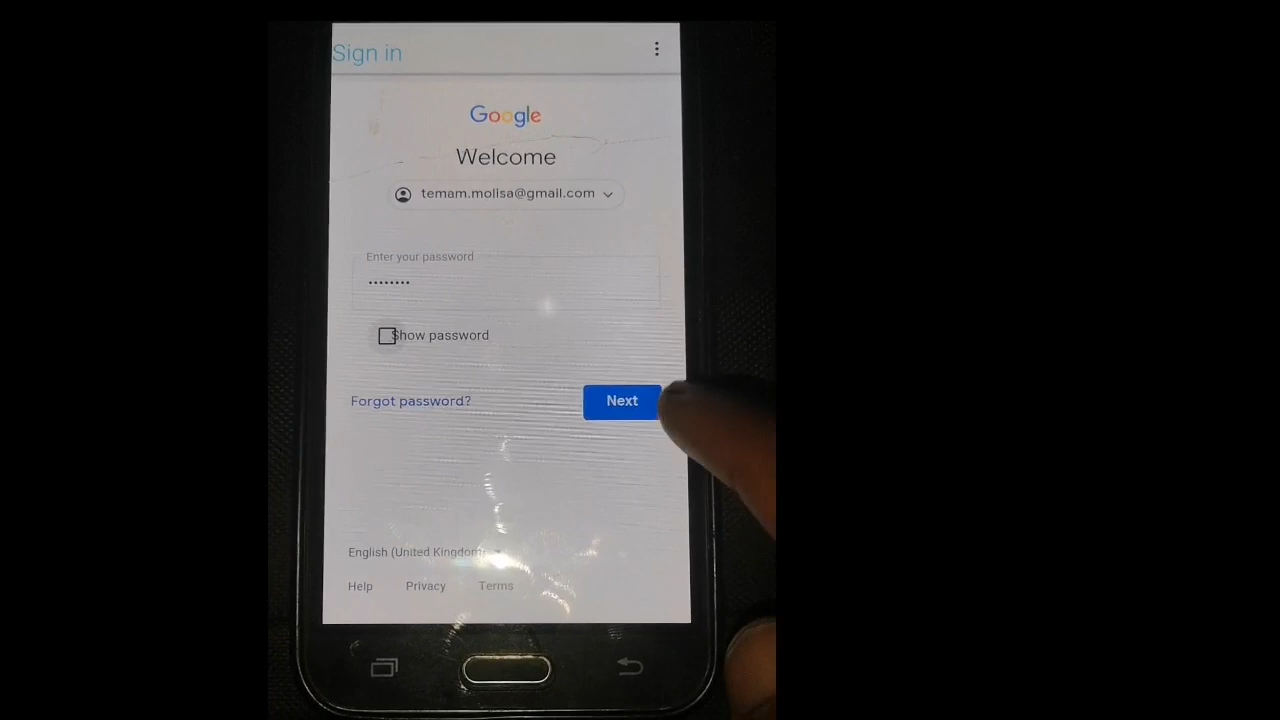 Sign in
Google
Welcome
temam.molisa@gmail.com
Enter your password
••••••••
Show password
Forgot password?
Next
English (United Kingdom
Help Privacy Terms